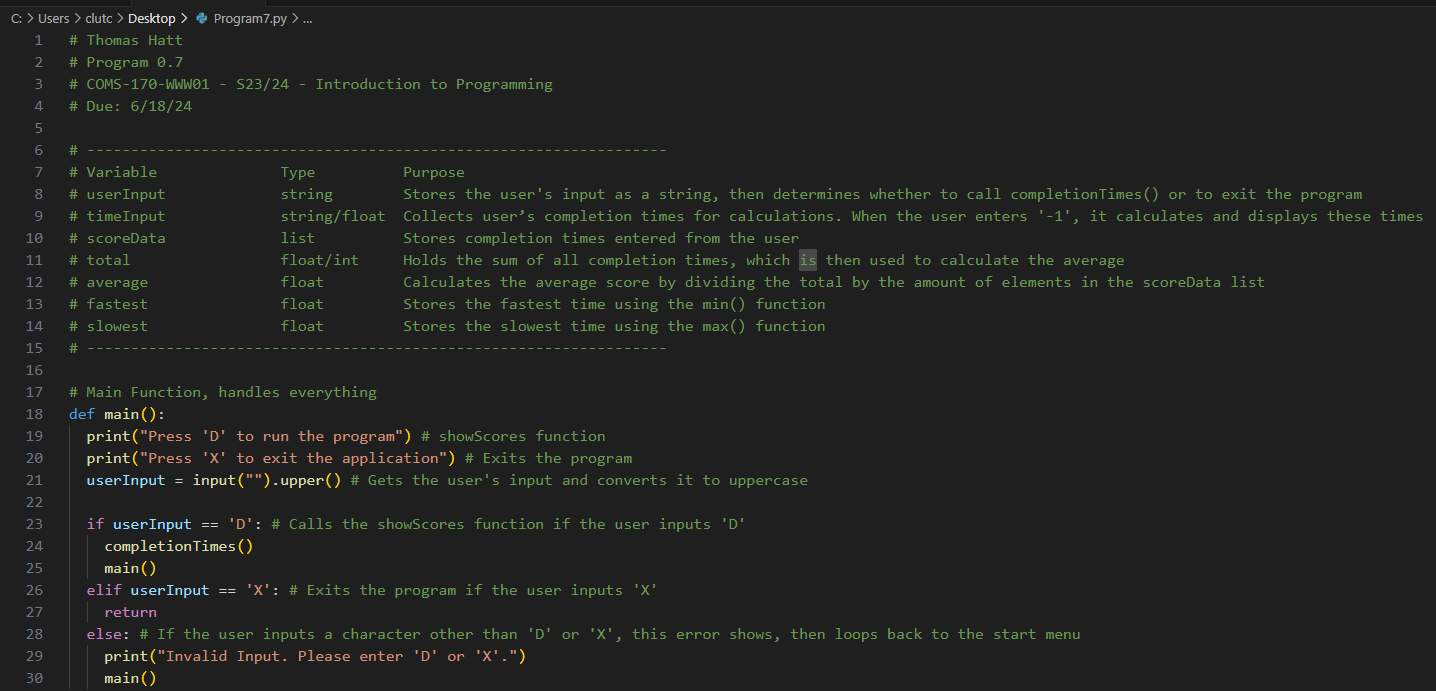 C: > Users > clutc > Desktop > Program7.py > ...
1 # Thomas Hatt
2 # Program 0.7
3 # COMS-170-WWW01 - S23/24 - Introduction to Programming
4 # Due: 6/18/24
5
6 # ------------------------------------------------------------------
7 # Variable              Type          Purpose
8 # userInput             string        Stores the user's input as a string, then determines whether to call completionTimes() or to exit the program
9 # timeInput             string/float  Collects user’s completion times for calculations. When the user enters '-1', it calculates and displays these times
10 # scoreData             list          Stores completion times entered from the user
11 # total                 float/int     Holds the sum of all completion times, which is then used to calculate the average
12 # average               float         Calculates the average score by dividing the total by the amount of elements in the scoreData list
13 # fastest               float         Stores the fastest time using the min() function
14 # slowest               float         Stores the slowest time using the max() function
15 # ------------------------------------------------------------------
16
17 # Main Function, handles everything
18 def main():
19   print("Press 'D' to run the program") # showScores function
20   print("Press 'X' to exit the application") # Exits the program
21   userInput = input("").upper() # Gets the user's input and converts it to uppercase
22
23   if userInput == 'D': # Calls the showScores function if the user inputs 'D'
24     completionTimes()
25     main()
26   elif userInput == 'X': # Exits the program if the user inputs 'X'
27     return
28   else: # If the user inputs a character other than 'D' or 'X', this error shows, then loops back to the start menu
29     print("Invalid Input. Please enter 'D' or 'X'.")
30     main()